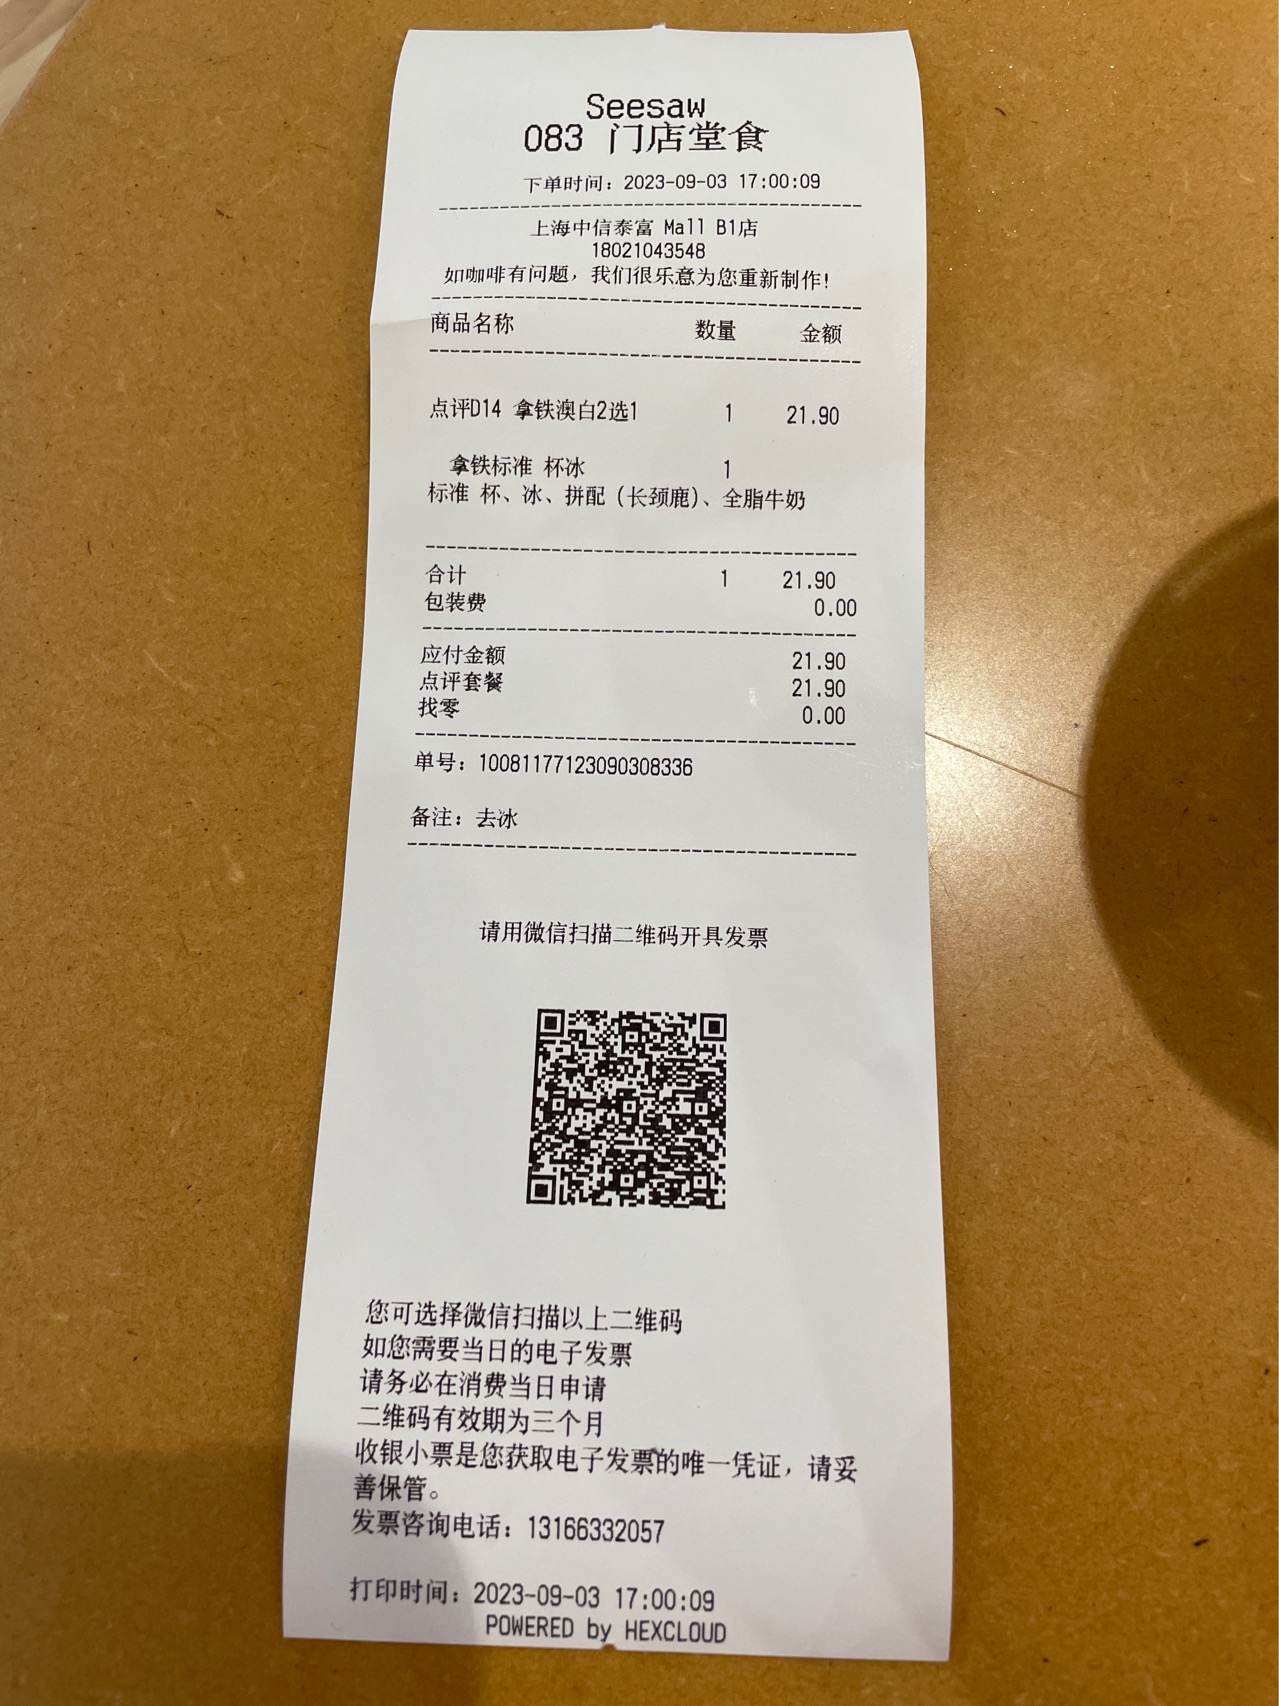 Seesaw
083 门店堂食
下单时间：2023-09-03 17:00:09
上海中信泰富 Mall B1店
18021043548
如咖啡有问题，我们很乐意为您重新制作！
商品名称 数量 金额
点评D14 拿铁澳白2选1 1 21.90
拿铁标准 杯冰 1
标准 杯、冰、拼配（长颈鹿）、全脂牛奶
合计 1 21.90
包装费 0.00
应付金额 21.90
点评套餐 21.90
找零 0.00
单号：10081177123090308336
备注：去冰
请用微信扫描二维码开具发票
您可选择微信扫描以上二维码
如您需要当日的电子发票
请务必在消费当日申请
二维码有效期为三个月
收银小票是您获取电子发票的唯一凭证，请妥
善保管。
发票咨询电话：13166332057
打印时间：2023-09-03 17:00:09
POWERED by HEXCLOUD